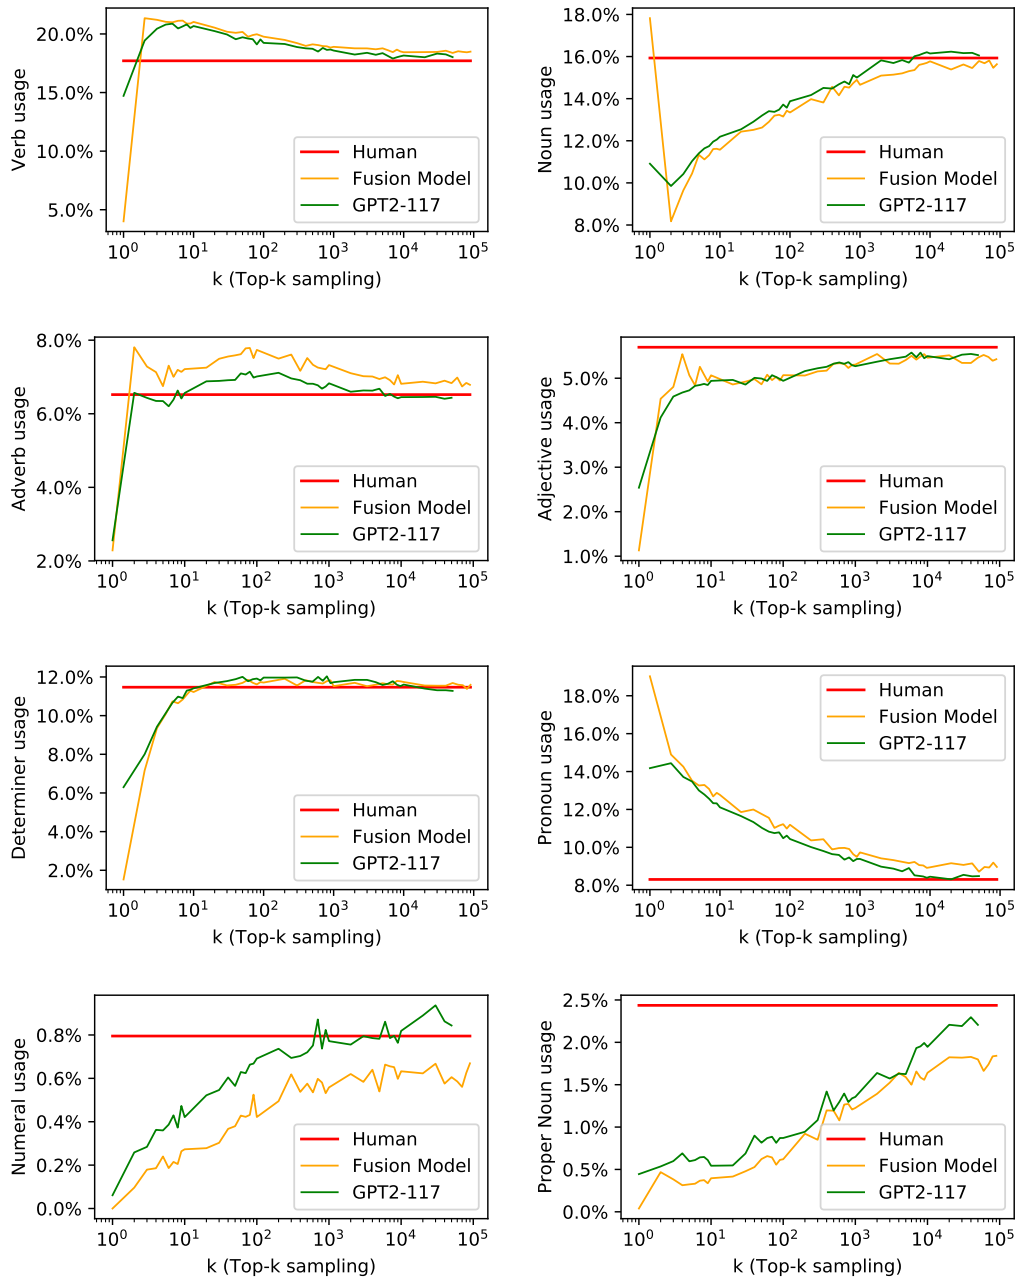 20.0%
15.0%
10.0%
5.0%
Verb usage
Human
Fusion Model
GPT2-117
10^0 10^1 10^2 10^3 10^4 10^5
k (Top-k sampling)
18.0%
16.0%
14.0%
12.0%
10.0%
8.0%
Noun usage
Human
Fusion Model
GPT2-117
10^0 10^1 10^2 10^3 10^4 10^5
k (Top-k sampling)
8.0%
6.0%
4.0%
2.0%
Adverb usage
Human
Fusion Model
GPT2-117
10^0 10^1 10^2 10^3 10^4 10^5
k (Top-k sampling)
5.0%
4.0%
3.0%
2.0%
1.0%
Adjective usage
Human
Fusion Model
GPT2-117
10^0 10^1 10^2 10^3 10^4 10^5
k (Top-k sampling)
12.0%
10.0%
8.0%
6.0%
4.0%
2.0%
Determiner usage
Human
Fusion Model
GPT2-117
10^0 10^1 10^2 10^3 10^4 10^5
k (Top-k sampling)
18.0%
16.0%
14.0%
12.0%
10.0%
8.0%
Pronoun usage
Human
Fusion Model
GPT2-117
10^0 10^1 10^2 10^3 10^4 10^5
k (Top-k sampling)
0.8%
0.6%
0.4%
0.2%
0.0%
Numeral usage
Human
Fusion Model
GPT2-117
10^0 10^1 10^2 10^3 10^4 10^5
k (Top-k sampling)
2.5%
2.0%
1.5%
1.0%
0.5%
0.0%
Proper Noun usage
Human
Fusion Model
GPT2-117
10^0 10^1 10^2 10^3 10^4 10^5
k (Top-k sampling)